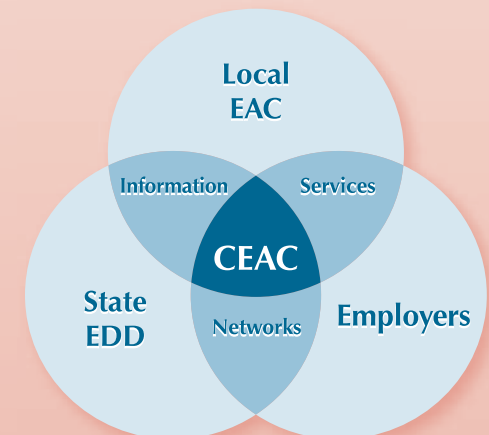 Local
EAC
Information
Services
CEAC
State
EDD
Networks
Employers